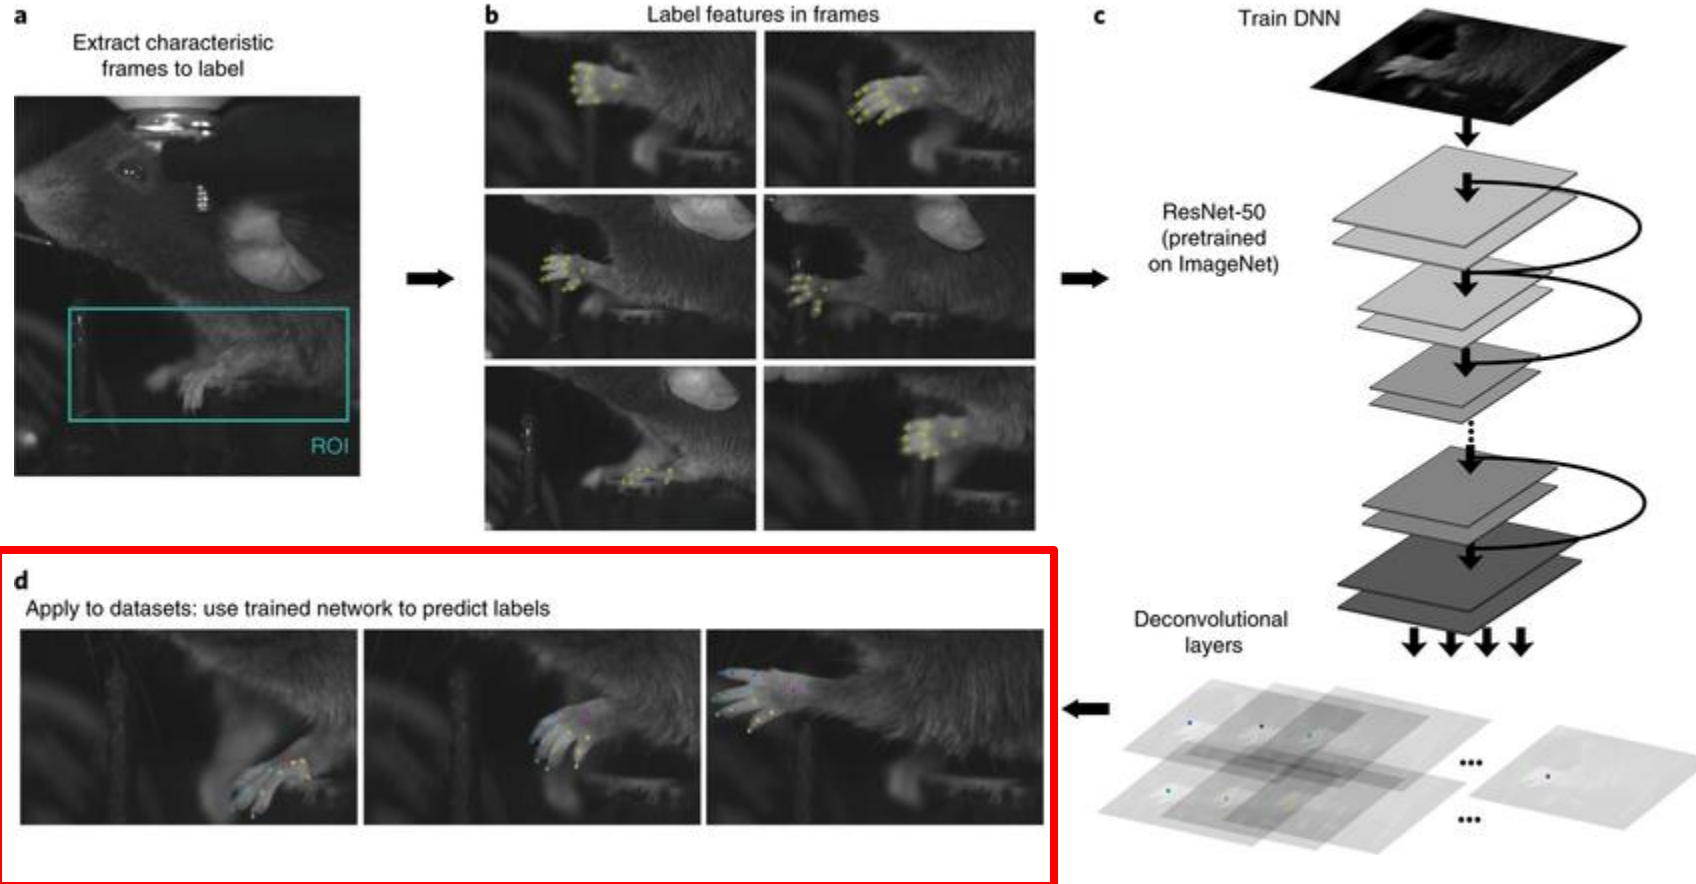 a
Extract characteristic
frames to label
ROI
b
Label features in frames
c
Train DNN
ResNet-50
(pretrained
on ImageNet)
Deconvolutional
layers
d
Apply to datasets: use trained network to predict labels